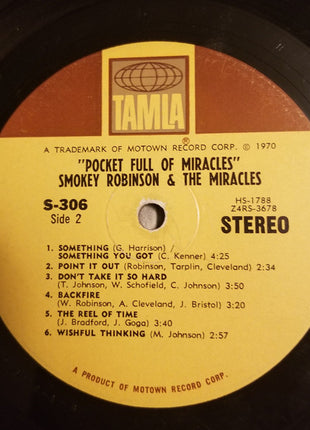 TAMLA
A TRADEMARK OF MOTOWN RECORD CORP. © 1970
"POCKET FULL OF MIRACLES"
SMOKEY ROBINSON & THE MIRACLES
S-306
Side 2
HS-1788
Z4RS-3678
STEREO
1. SOMETHING (G. Harrison) /
SOMETHING YOU GOT (C. Kenner) 4:25
2. POINT IT OUT (Robinson, Tarplin, Cleveland) 2:34
3. DON'T TAKE IT SO HARD
(T. Johnson, W. Schofield, C. Johnson) 3:50
4. BACKFIRE
(W. Robinson, A. Cleveland, J. Bristol) 3:20
5. THE REEL OF TIME
(J. Bradford, J. Goga) 3:40
6. WISHFUL THINKING (M. Johnson) 2:57
A PRODUCT OF MOTOWN RECORD CORP.